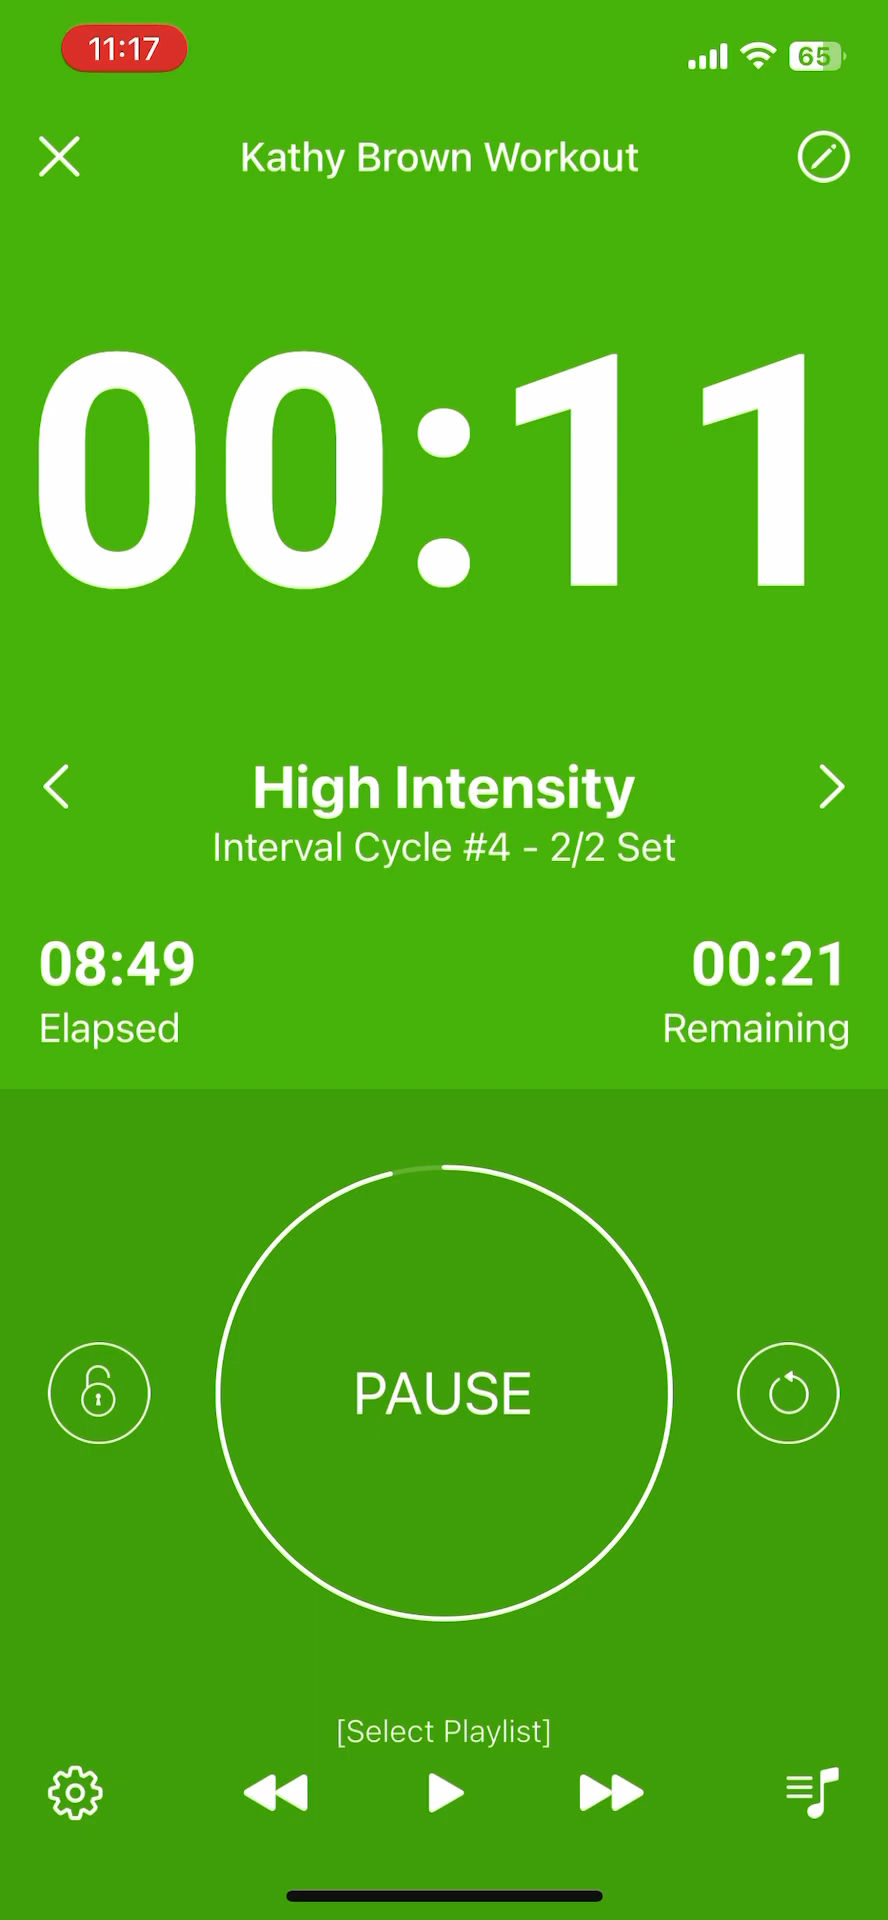 11:17
65
Kathy Brown Workout
00:11
High Intensity
Interval Cycle #4 - 2/2 Set
08:49
00:21
Elapsed
Remaining
PAUSE
[Select Playlist]